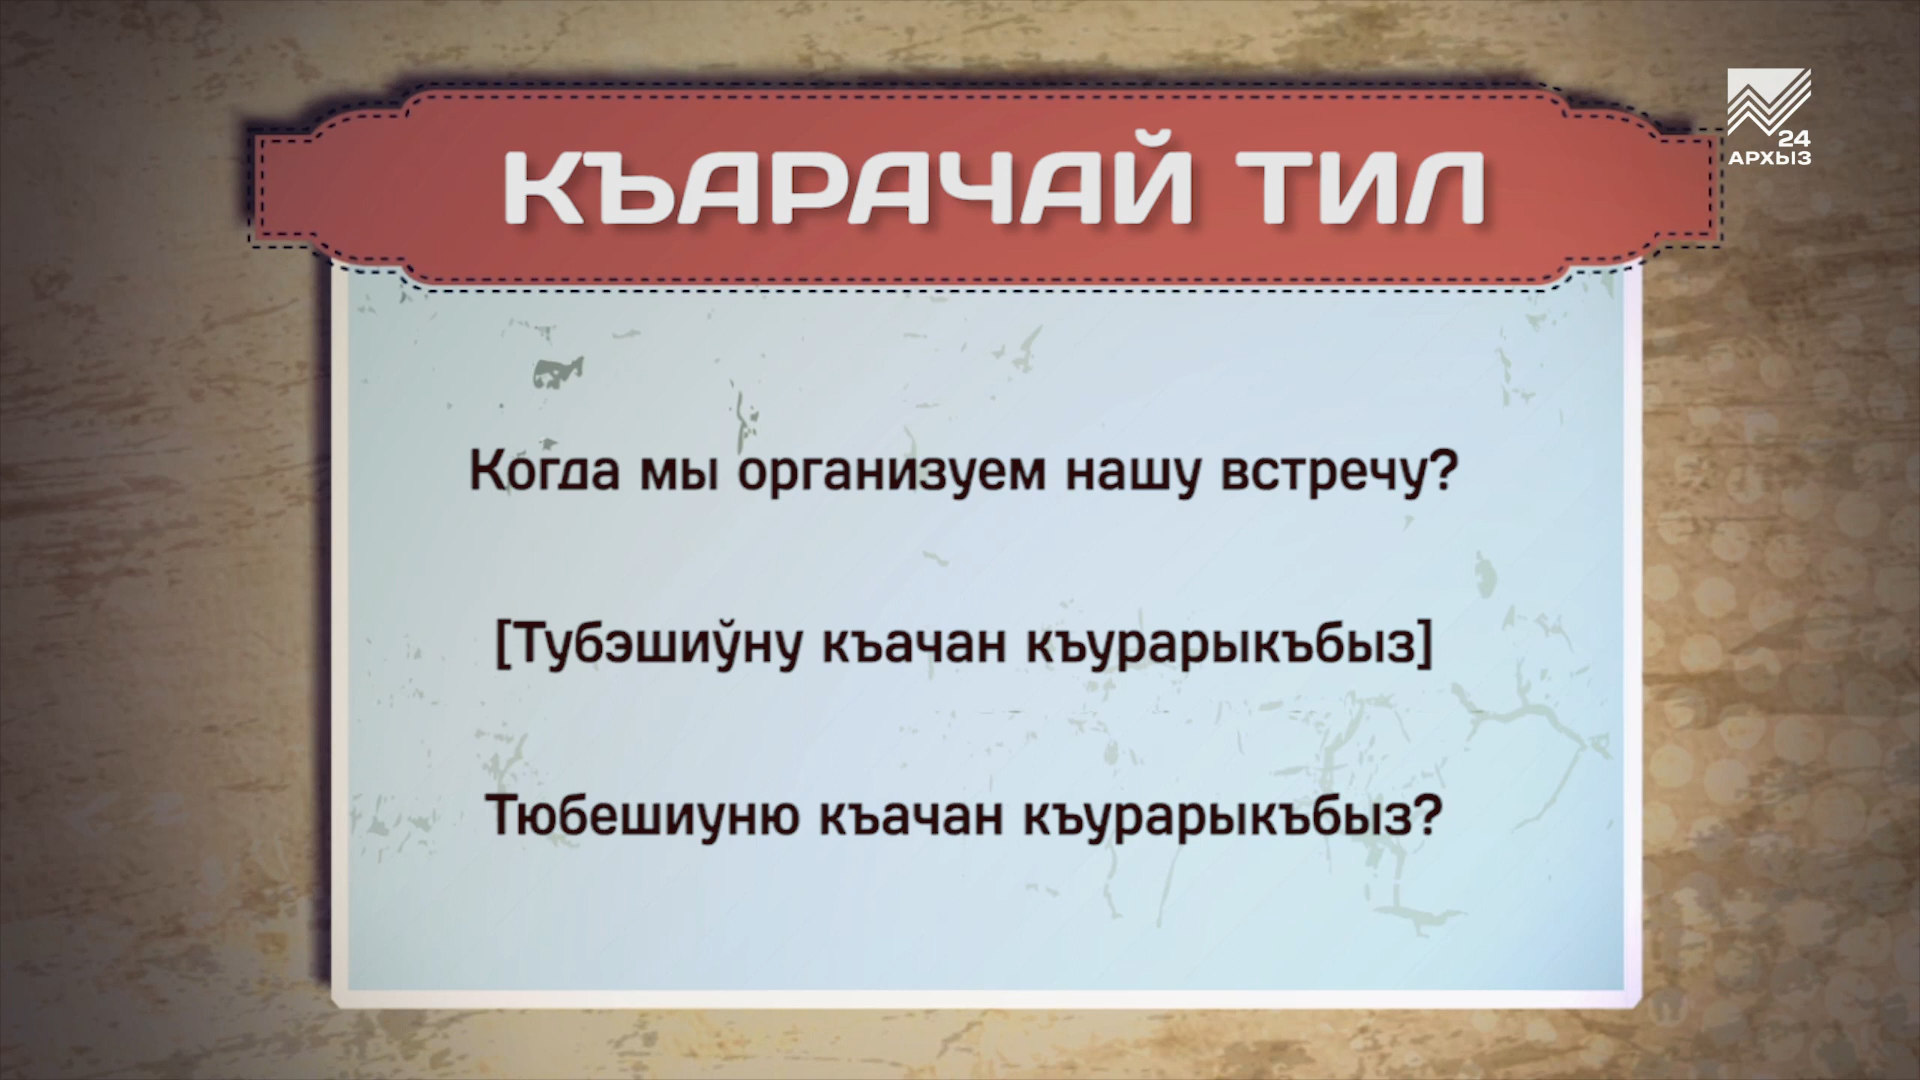 КЪАРАЧАЙ ТИЛ
24
АРХЫЗ
Когда мы организуем нашу встречу?
[Тубэшиўну къачан къурарыкъбыз]
Тюбешиуню къачан къурарыкъбыз?